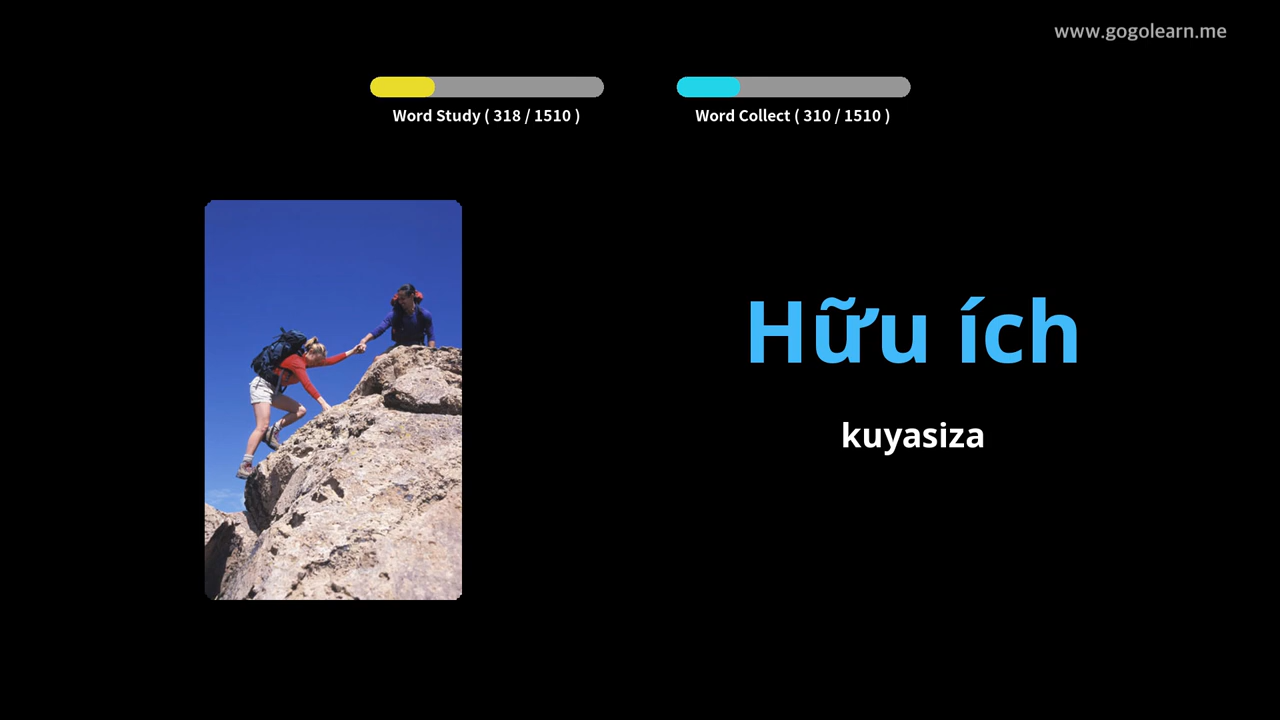 www.gogolearn.me
Word Study ( 318 / 1510 )
Word Collect ( 310 / 1510 )
Hữu ích
kuyasiza